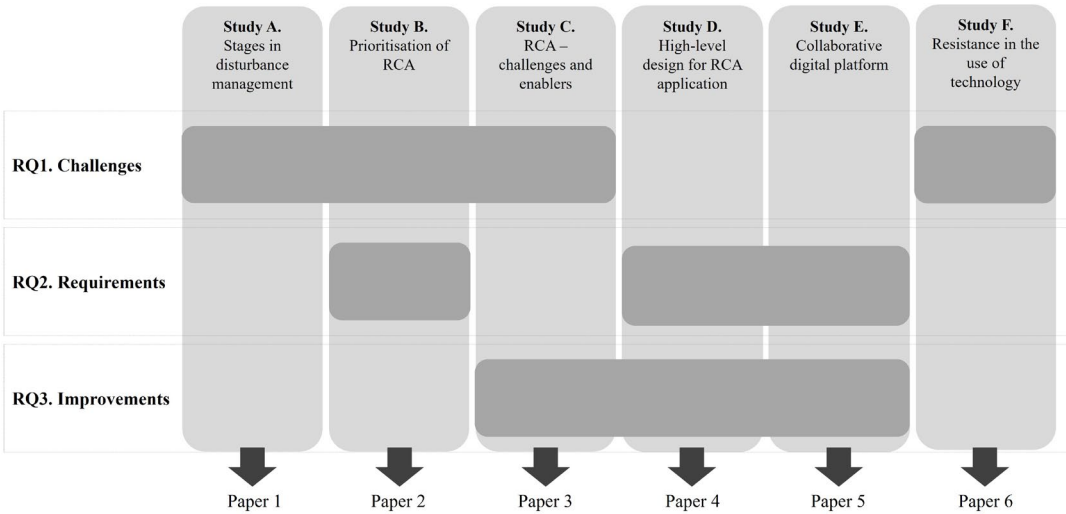 Study A.
Stages in
disturbance
management
Study B.
Prioritisation of
RCA
Study C.
RCA –
challenges and
enablers
Study D.
High-level
design for RCA
application
Study E.
Collaborative
digital platform
Study F.
Resistance in the
use of
technology
RQ1. Challenges
RQ2. Requirements
RQ3. Improvements
Paper 1
Paper 2
Paper 3
Paper 4
Paper 5
Paper 6